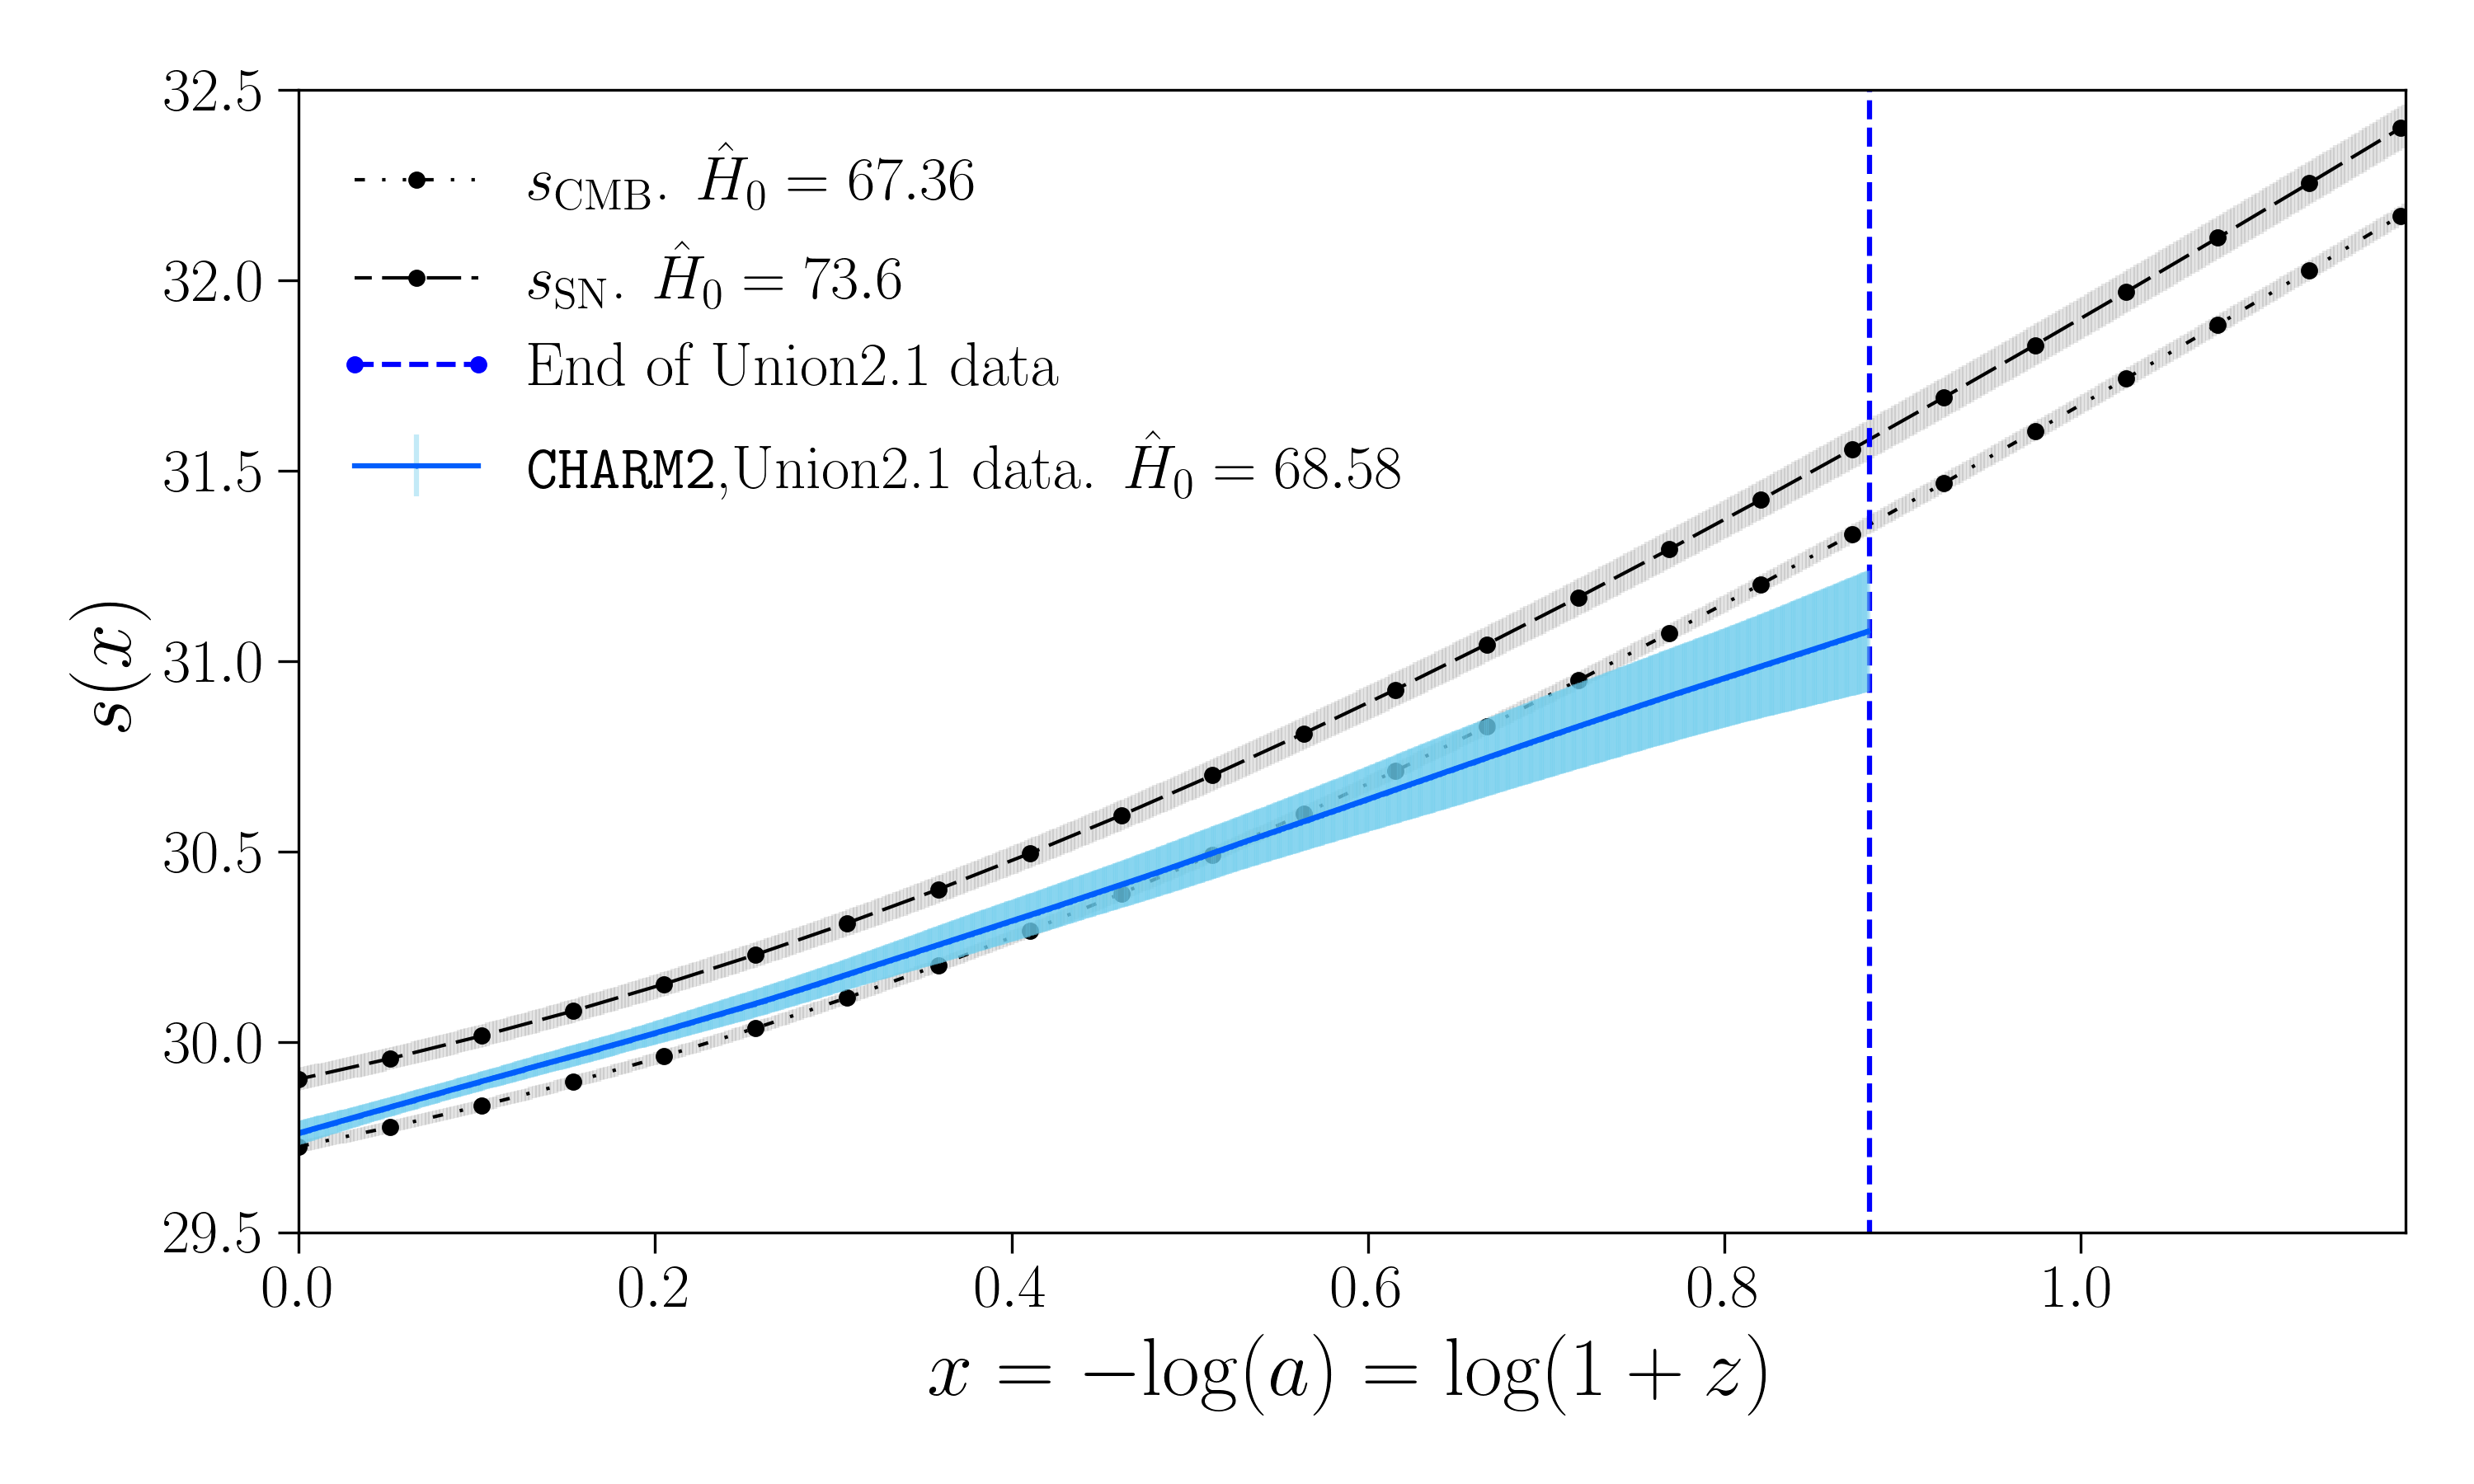 32.5
32.0
31.5
31.0
30.5
30.0
29.5
s(x)
s_CMB. Ĥ_0 = 67.36
s_SN. Ĥ_0 = 73.6
End of Union2.1 data
CHARM2,Union2.1 data. Ĥ_0 = 68.58
0.0 0.2 0.4 0.6 0.8 1.0
x = −log(a) = log(1 + z)